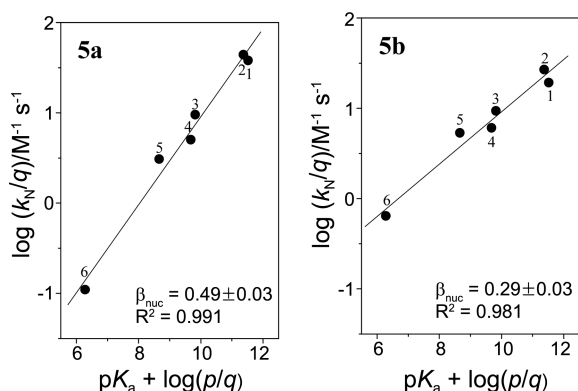 5a
log (kN/q)/M⁻¹ s⁻¹
2
1
0
-1
2 1
3
4
5
6
βnuc = 0.49±0.03
R² = 0.991
6 8 10 12
pKa + log(p/q)
5b
log (kN/q)/M⁻¹ s⁻¹
2
1
0
-1
2
1
3
4
5
6
βnuc = 0.29±0.03
R² = 0.981
6 8 10 12
pKa + log(p/q)